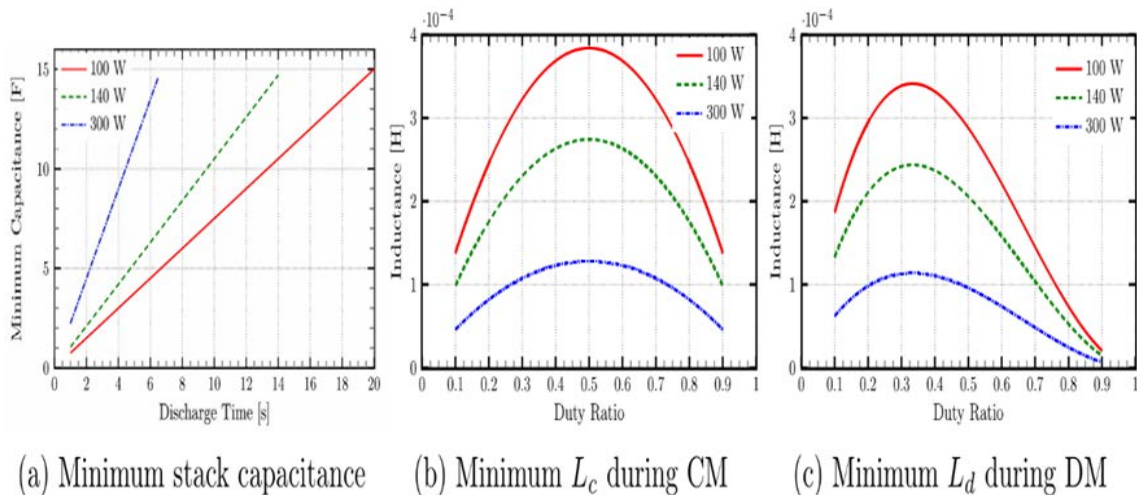 Minimum Capacitance [F]
15
10
5
0
100 W
140 W
300 W
0 2 4 6 8 10 12 14 16 18 20
Discharge Time [s]
(a) Minimum stack capacitance
·10⁻⁴
Inductance [H]
4
3
2
1
0
100 W
140 W
300 W
0 0.1 0.2 0.3 0.4 0.5 0.6 0.7 0.8 0.9 1
Duty Ratio
(b) Minimum L_c during CM
·10⁻⁴
Inductance [H]
4
3
2
1
0
100 W
140 W
300 W
0 0.1 0.2 0.3 0.4 0.5 0.6 0.7 0.8 0.9 1
Duty Ratio
(c) Minimum L_d during DM